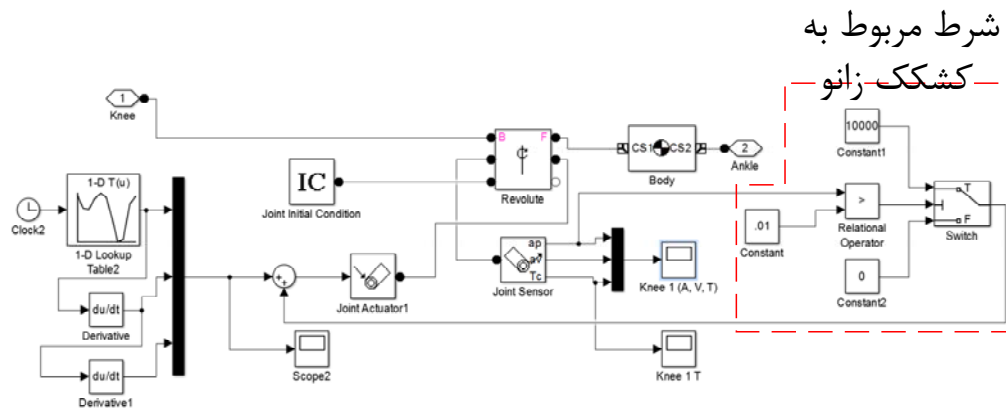 شرط مربوط به
کشکک زانو
1
Knee
B
F
CS1
CS2
2
Ankle
10000
Constant1
Body
IC
Joint Initial Condition
Revolute
1-D T(u)
Clock2
1-D Lookup
Table2
T
>
F
.01
Relational
Operator
Switch
Constant
ap
av
Tc
Joint Sensor
Knee 1 (A, V, T)
0
Constant2
+
+
Joint Actuator1
du/dt
Derivative
Scope2
Knee 1 T
du/dt
Derivative1